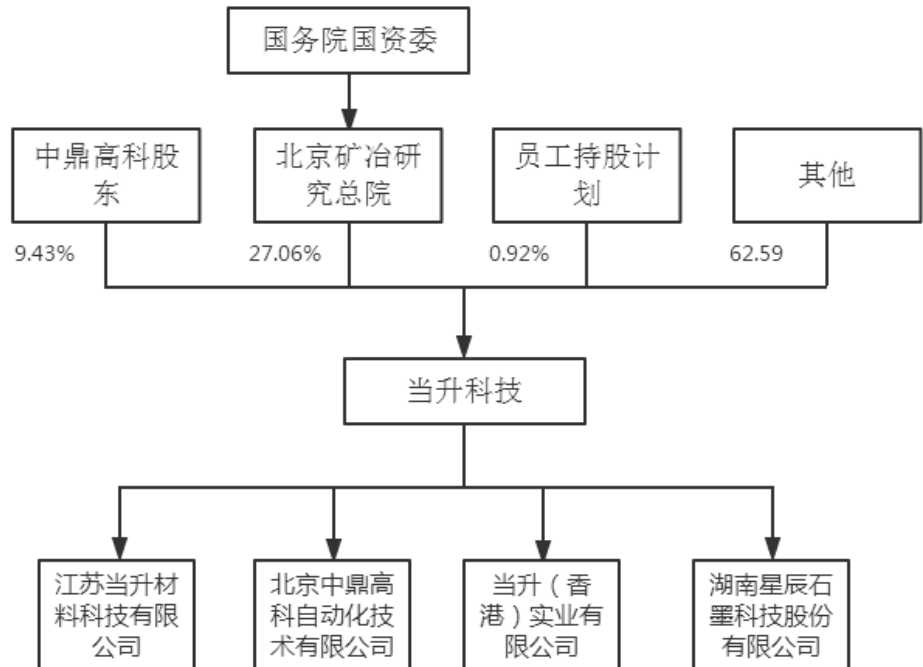 国务院国资委
中鼎高科股
东
北京矿冶研
究总院
员工持股计
划
其他
9.43%
27.06%
0.92%
62.59
当升科技
江苏当升材
料科技有限
公司
北京中鼎高
科自动化技
术有限公司
当升（香
港）实业有
限公司
湖南星辰石
墨科技股份
有限公司